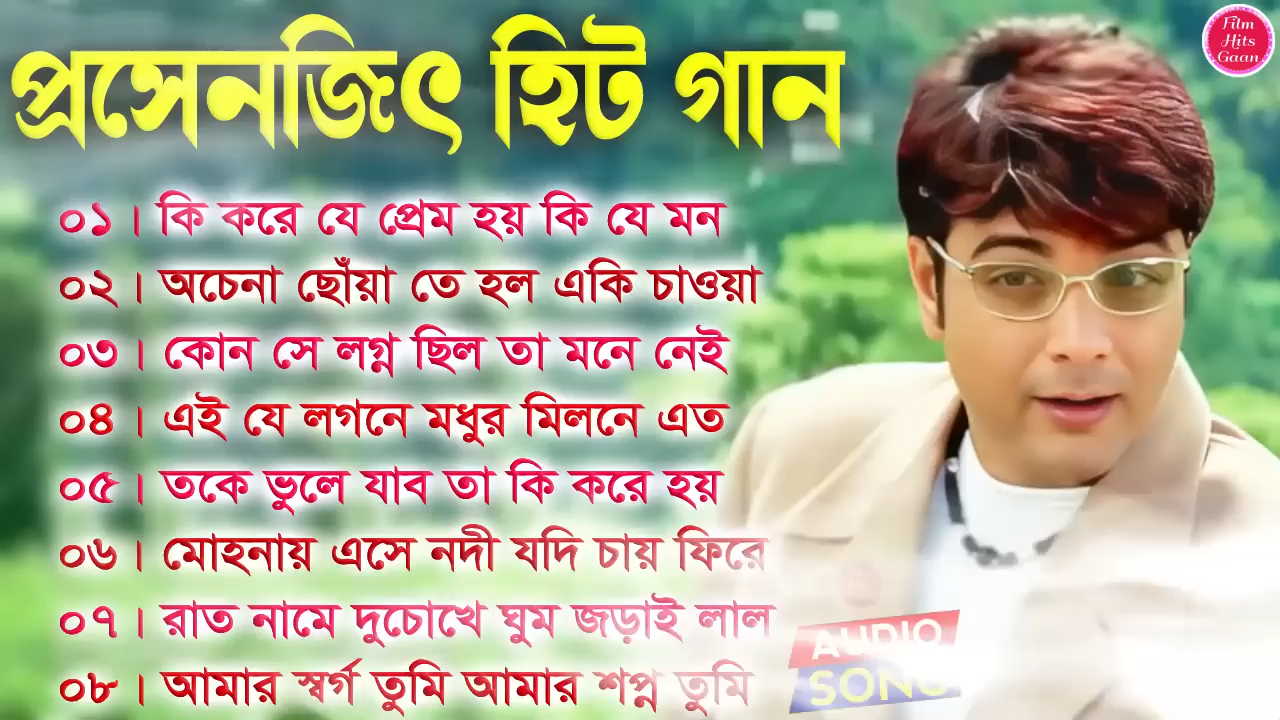 প্রসেনজিৎ হিট গান
Film
Hits
Gaan
০১। কি করে যে প্রেম হয় কি যে মন
০২। অচেনা ছোঁয়া তে হল একি চাওয়া
০৩। কোন সে লগ্ন ছিল তা মনে নেই
০৪। এই যে লগনে মধুর মিলনে এত
০৫। তকে ভুলে যাব তা কি করে হয়
০৬। মোহনায় এসে নদী যদি চায় ফিরে
০৭। রাত নামে দুচোখে ঘুম জড়াই লাল
০৮। আমার স্বর্গ তুমি আমার শপ্ন তুমি
AUDIO
SONG